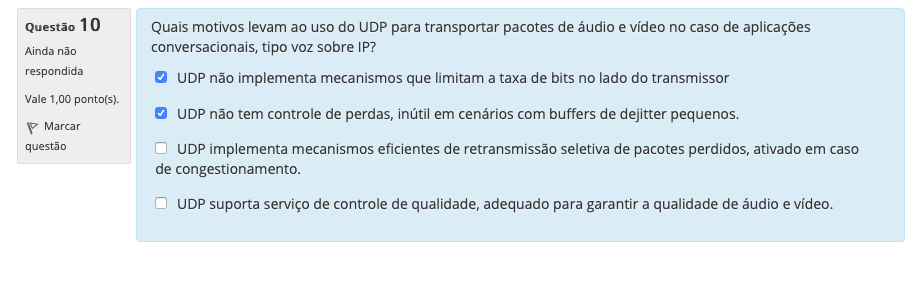 Questão 10
Ainda não
respondida
Vale 1,00 ponto(s).
Marcar
questão
Quais motivos levam ao uso do UDP para transportar pacotes de áudio e vídeo no caso de aplicações
conversacionais, tipo voz sobre IP?
UDP não implementa mecanismos que limitam a taxa de bits no lado do transmissor
UDP não tem controle de perdas, inútil em cenários com buffers de dejitter pequenos.
UDP implementa mecanismos eficientes de retransmissão seletiva de pacotes perdidos, ativado em caso
de congestionamento.
UDP suporta serviço de controle de qualidade, adequado para garantir a qualidade de áudio e vídeo.